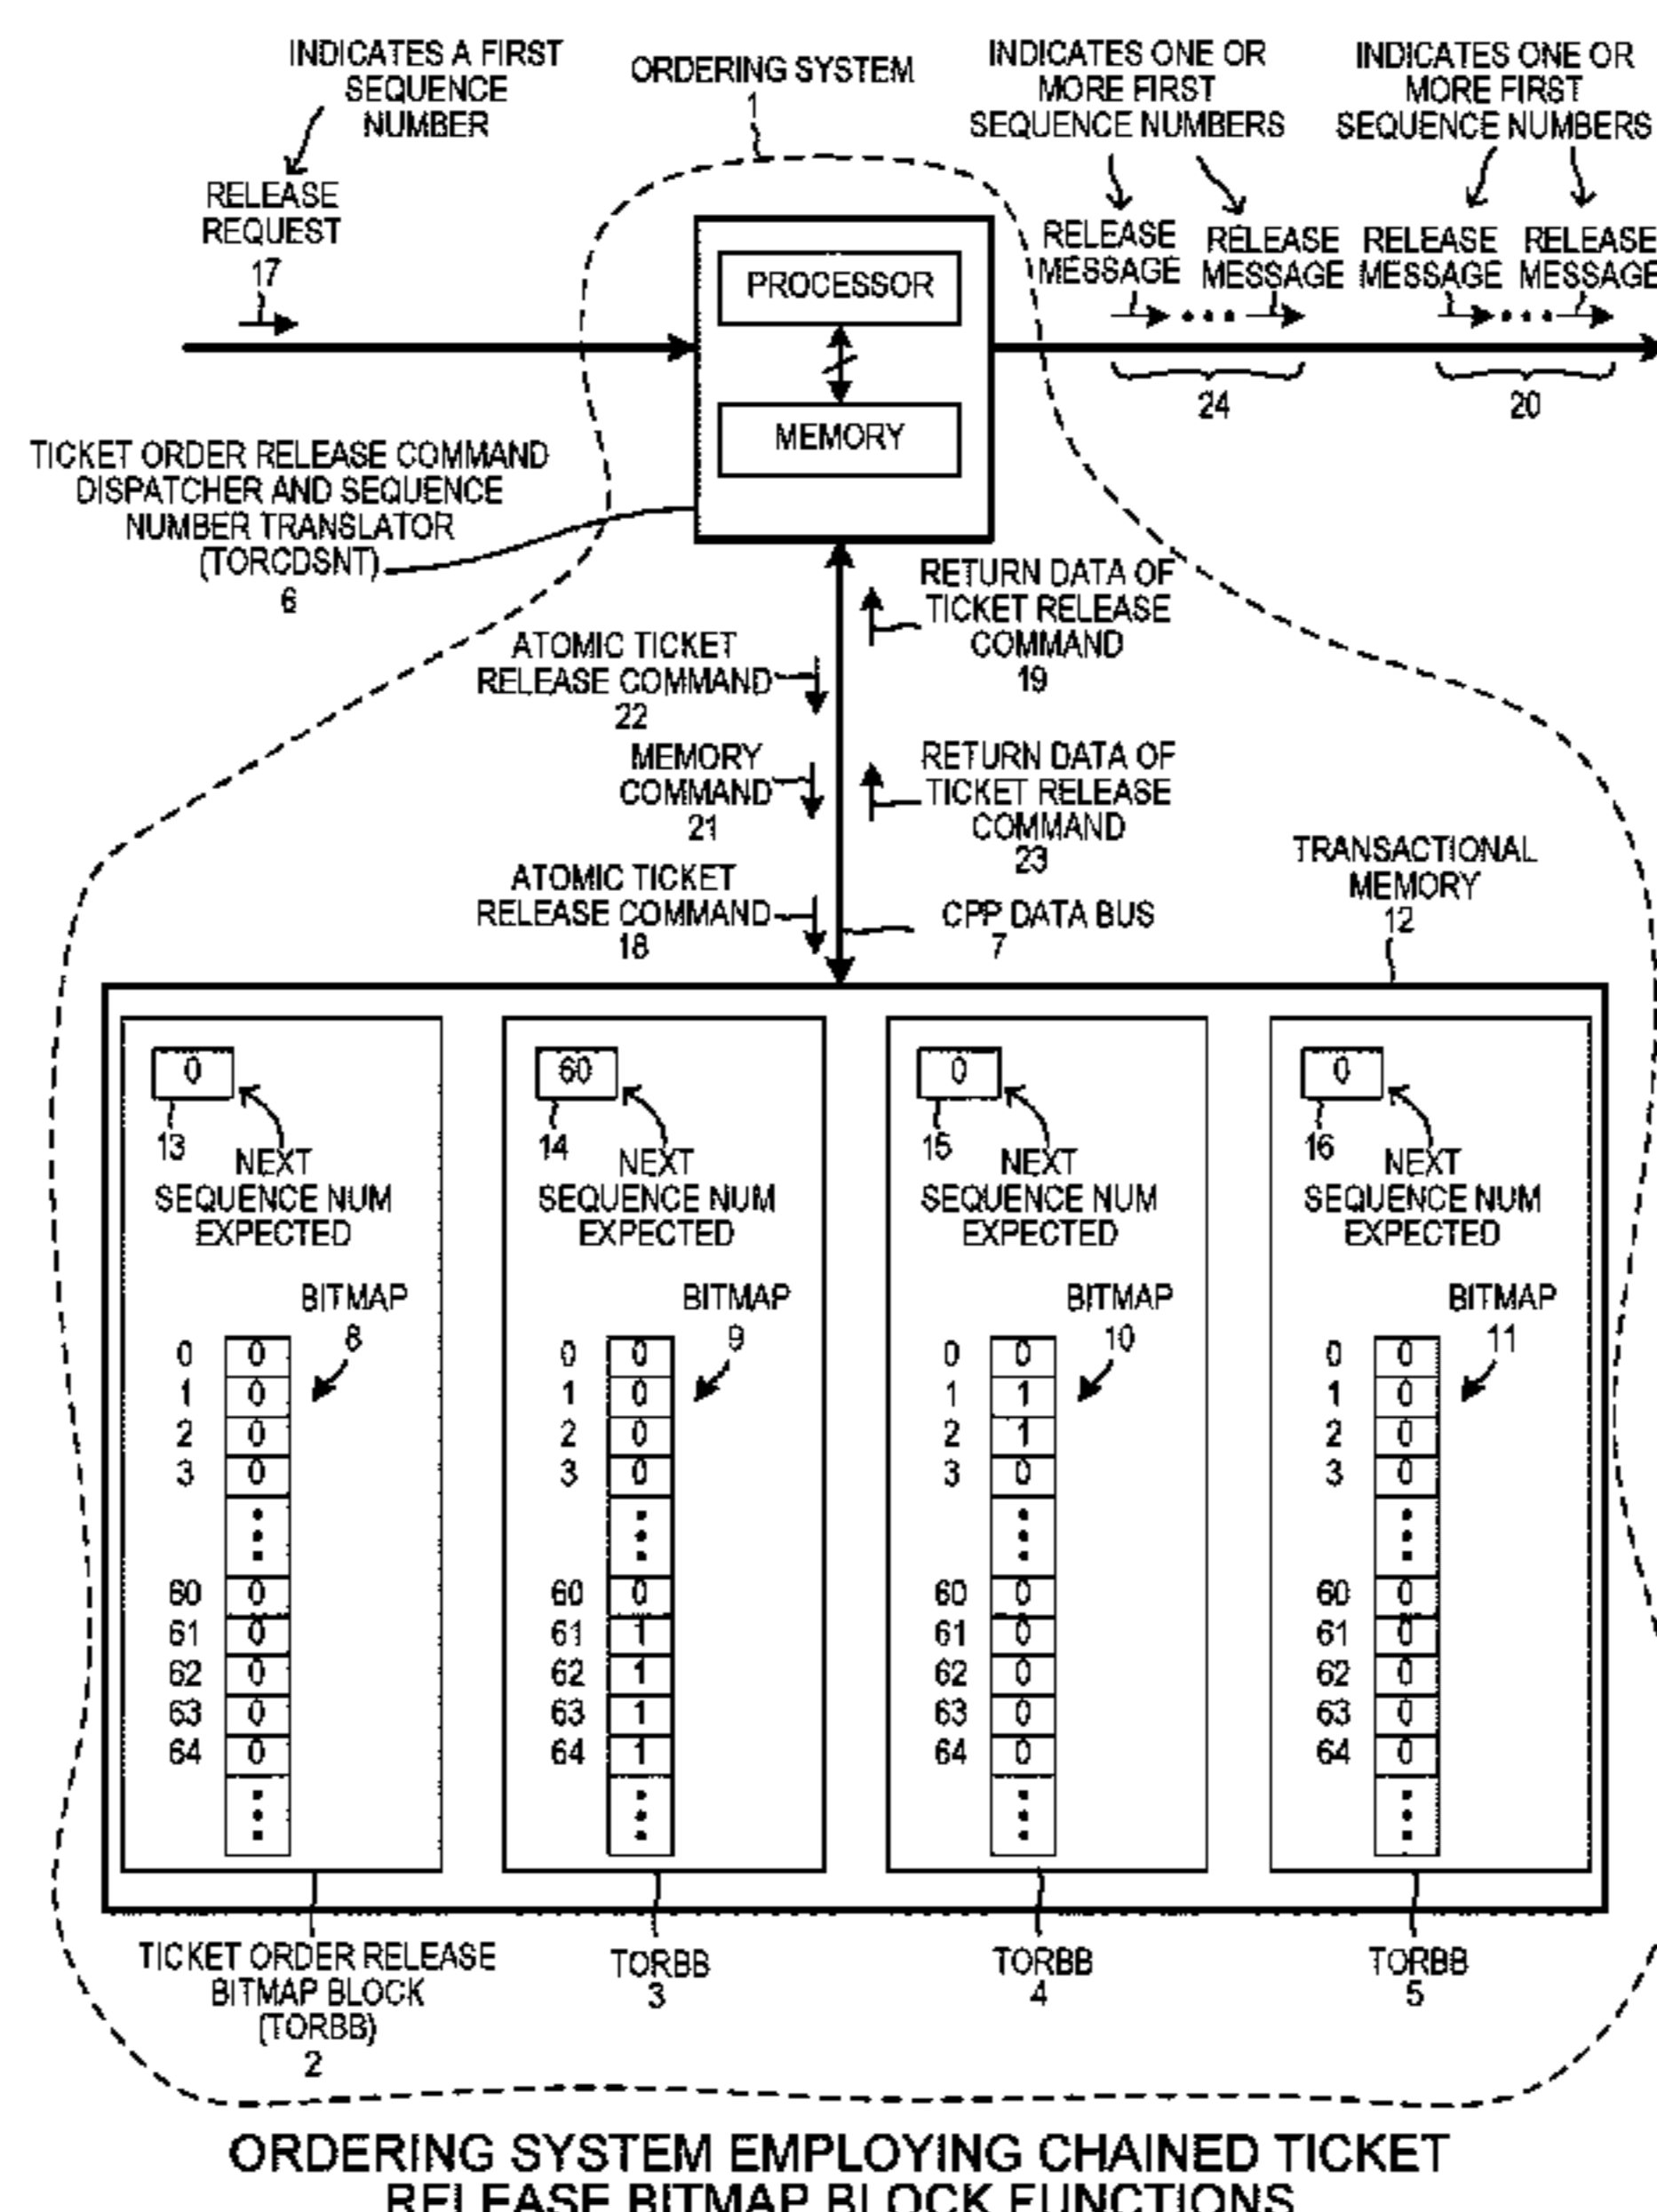 INDICATES A FIRST
SEQUENCE
NUMBER
RELEASE
REQUEST
17
ORDERING SYSTEM
1
INDICATES ONE OR
MORE FIRST
SEQUENCE NUMBERS
INDICATES ONE OR
MORE FIRST
SEQUENCE NUMBERS
RELEASE
MESSAGE
RELEASE
MESSAGE
RELEASE
MESSAGE
RELEASE
MESSAGE
24
20
PROCESSOR
MEMORY
TICKET ORDER RELEASE COMMAND
DISPATCHER AND SEQUENCE
NUMBER TRANSLATOR
(TORCDSNT)
6
RETURN DATA OF
TICKET RELEASE
COMMAND
19
ATOMIC TICKET
RELEASE COMMAND
22
MEMORY
COMMAND
21
RETURN DATA OF
TICKET RELEASE
COMMAND
23
ATOMIC TICKET
RELEASE COMMAND
18
CPP DATA BUS
7
TRANSACTIONAL
MEMORY
12
0
13
NEXT
SEQUENCE NUM
EXPECTED
BITMAP
8
0 0
1 0
2 0
3 0
60 0
61 0
62 0
63 0
64 0
60
14
NEXT
SEQUENCE NUM
EXPECTED
BITMAP
9
0 0
1 0
2 0
3 0
60 0
61 1
62 1
63 1
64 1
0
15
NEXT
SEQUENCE NUM
EXPECTED
BITMAP
10
0 0
1 1
2 1
3 0
60 0
61 0
62 0
63 0
64 0
0
16
NEXT
SEQUENCE NUM
EXPECTED
BITMAP
11
0 0
1 0
2 0
3 0
60 0
61 0
62 0
63 0
64 0
TICKET ORDER RELEASE
BITMAP BLOCK
(TORBB)
2
TORBB
3
TORBB
4
TORBB
5
ORDERING SYSTEM EMPLOYING CHAINED TICKET
RELEASE BITMAP BLOCK FUNCTIONS